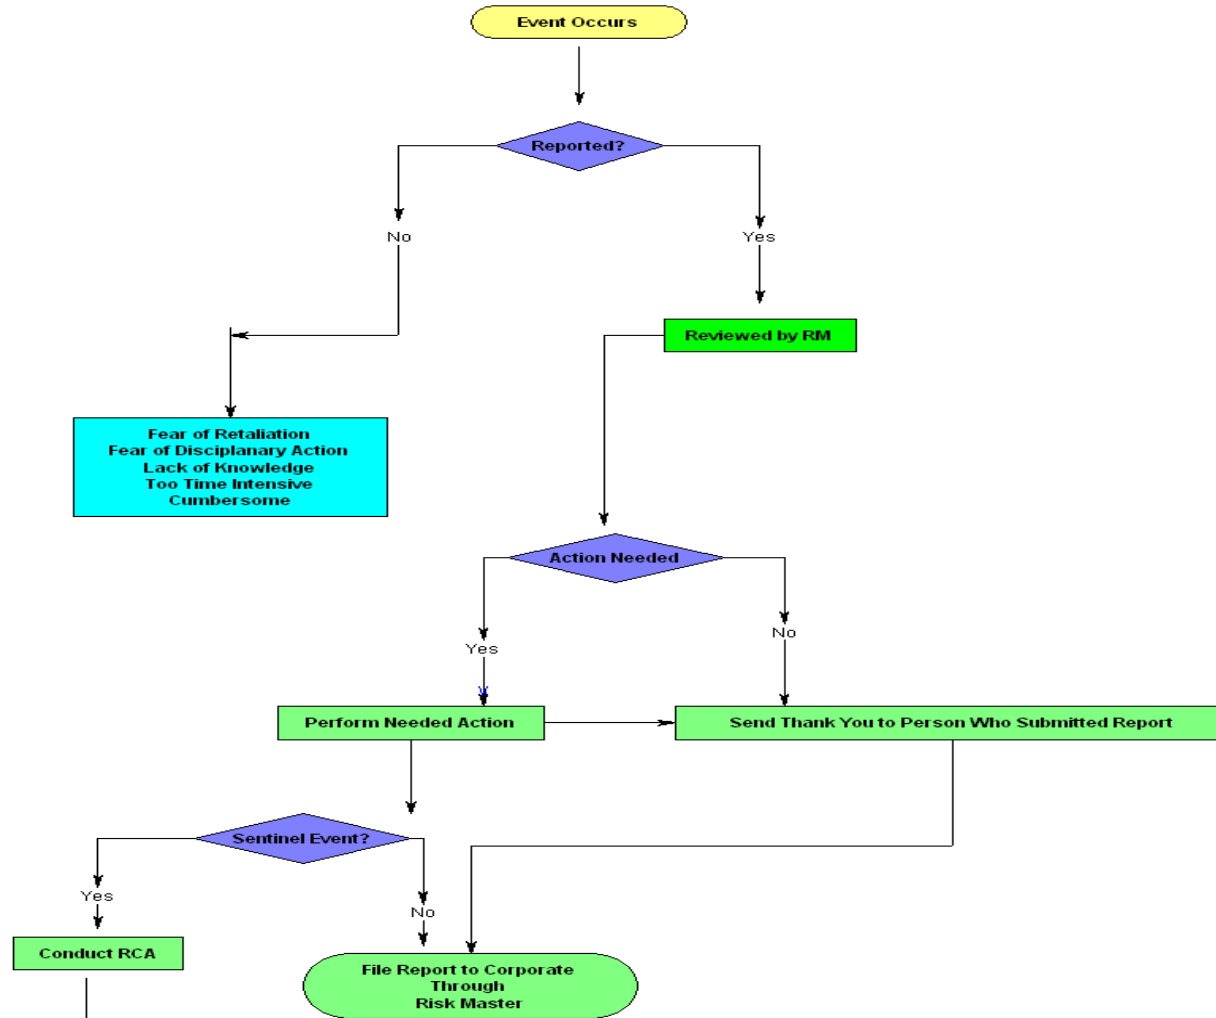 Event Occurs
Reported?
No
Yes
Reviewed by RM
Fear of Retaliation
Fear of Disciplanary Action
Lack of Knowledge
Too Time Intensive
Cumbersome
Action Needed
Yes
No
Perform Needed Action
Send Thank You to Person Who Submitted Report
Sentinel Event?
Yes
No
Conduct RCA
File Report to Corporate
Through
Risk Master